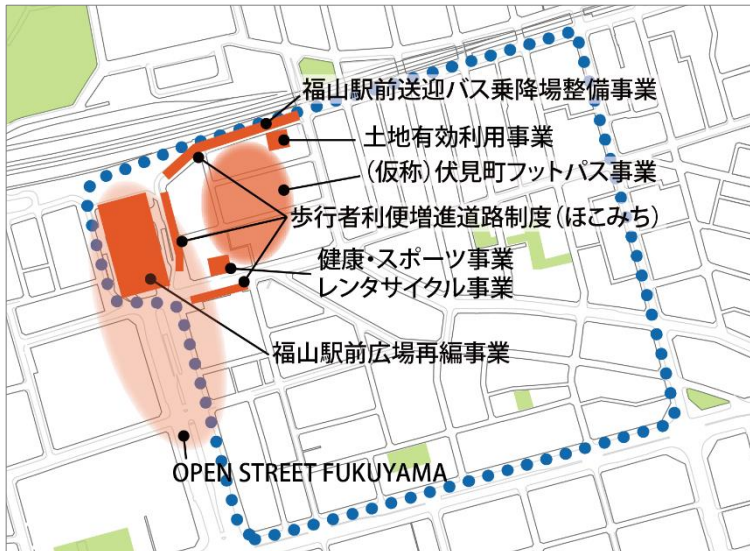 福山駅前送迎バス乗降場整備事業
土地有効利用事業
(仮称)伏見町フットパス事業
歩行者利便増進道路制度(ほこみち)
健康・スポーツ事業
レンタサイクル事業
福山駅前広場再編事業
OPEN STREET FUKUYAMA